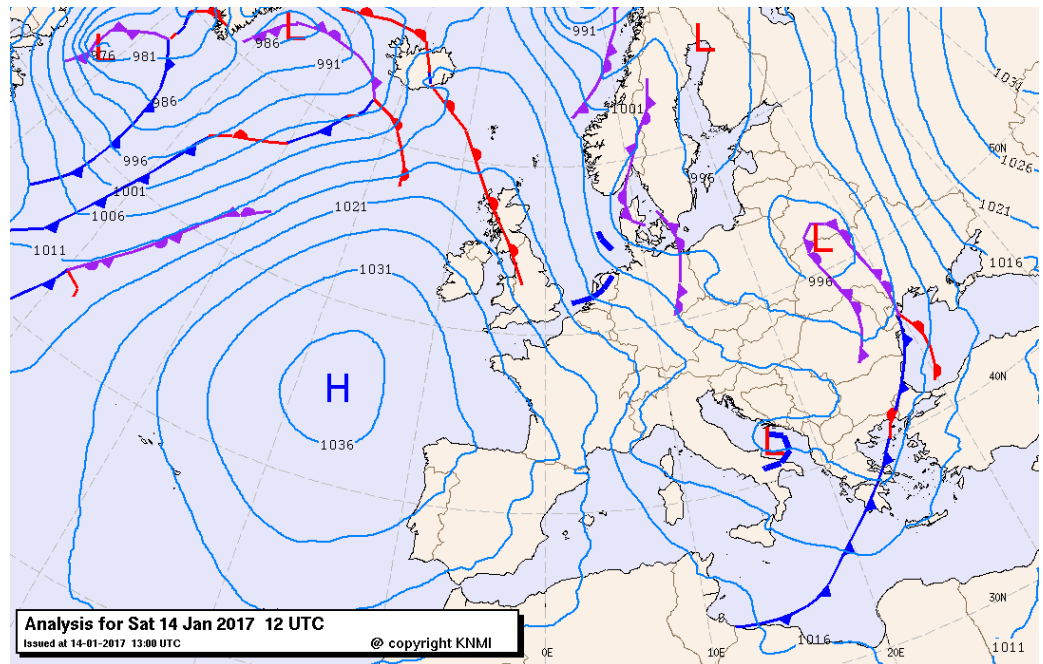 L
976
981
986
L
986
991
991
L
1001
1031
50N
1026
996
1001
996
1006
1021
1021
1011
L
996
1016
1031
H
40N
1036
L
Analysis for Sat 14 Jan 2017 12 UTC
Issued at 14-01-2017 13:00 UTC
@ copyright KNMI
30N
0E
10E
1016
20E
1011